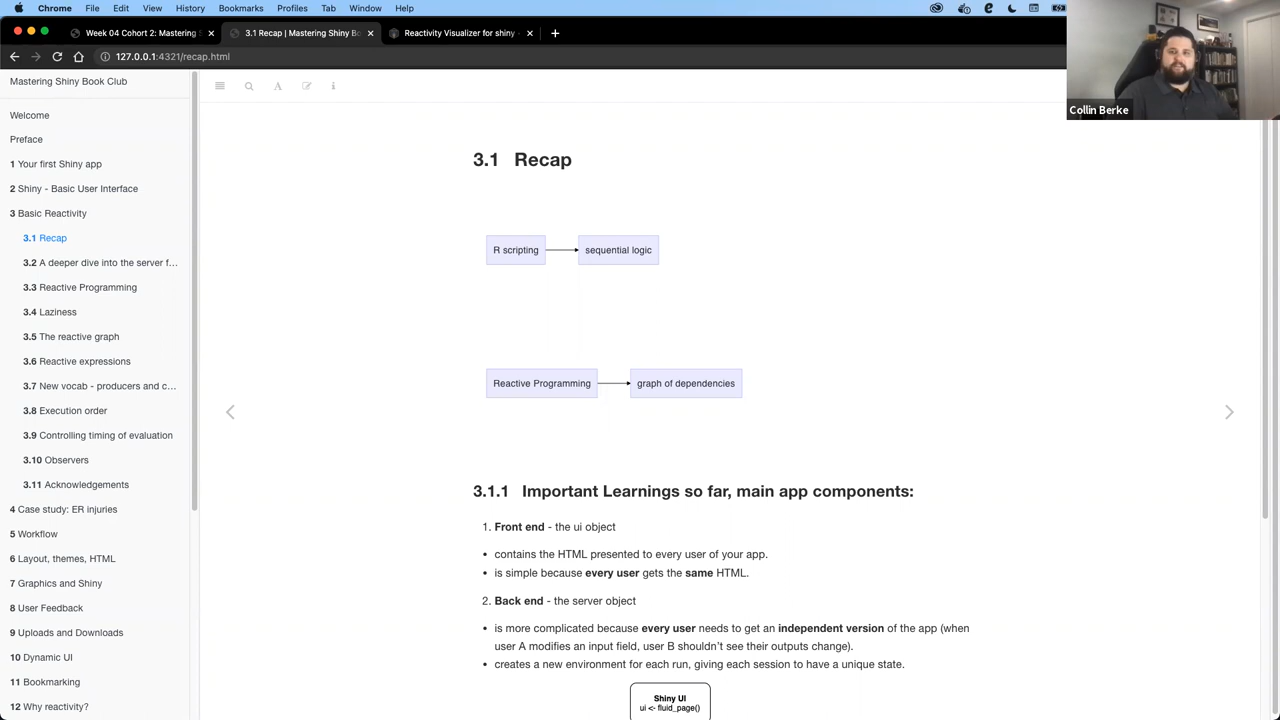 Chrome File Edit View History Bookmarks Profiles Tab Window Help
Week 04 Cohort 2: Mastering S
3.1 Recap | Mastering Shiny Bo
Reactivity Visualizer for shiny
127.0.0.1:4321/recap.html
Collin Berke
Mastering Shiny Book Club
Welcome
Preface
1 Your first Shiny app
2 Shiny - Basic User Interface
3 Basic Reactivity
3.1 Recap
3.2 A deeper dive into the server f...
3.3 Reactive Programming
3.4 Laziness
3.5 The reactive graph
3.6 Reactive expressions
3.7 New vocab - producers and c...
3.8 Execution order
3.9 Controlling timing of evaluation
3.10 Observers
3.11 Acknowledgements
4 Case study: ER injuries
5 Workflow
6 Layout, themes, HTML
7 Graphics and Shiny
8 User Feedback
9 Uploads and Downloads
10 Dynamic UI
11 Bookmarking
12 Why reactivity?
3.1 Recap
R scripting
sequential logic
Reactive Programming
graph of dependencies
3.1.1 Important Learnings so far, main app components:
1. Front end - the ui object
• contains the HTML presented to every user of your app.
• is simple because every user gets the same HTML.
2. Back end - the server object
• is more complicated because every user needs to get an independent version of the app (when
user A modifies an input field, user B shouldn't see their outputs change).
• creates a new environment for each run, giving each session to have a unique state.
Shiny UI
ui <- fluid_page()